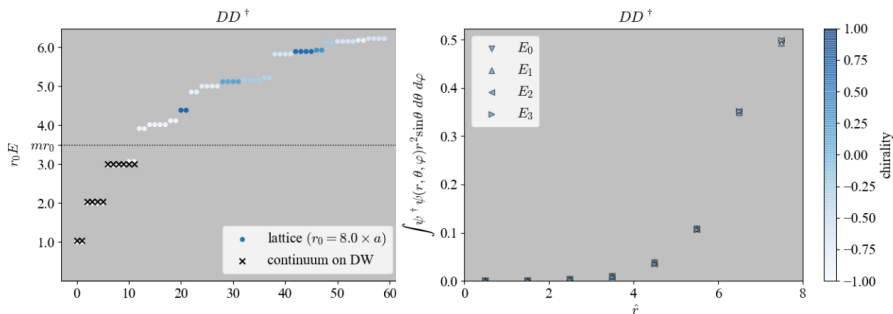 DD†
6.0
5.0
4.0
mr₀
3.0
2.0
1.0
r₀E
0 10 20 30 40 50 60
lattice (r₀ = 8.0 × a)
continuum on DW
DD†
0.5
0.4
0.3
0.2
0.1
0.0
∫ψ†ψ(r, θ, φ)r²sinθ dθ dφ
0 2 4 6 8
r̂
E₀
E₁
E₂
E₃
1.00
0.75
0.50
0.25
0.00
−0.25
−0.50
−0.75
−1.00
chirality